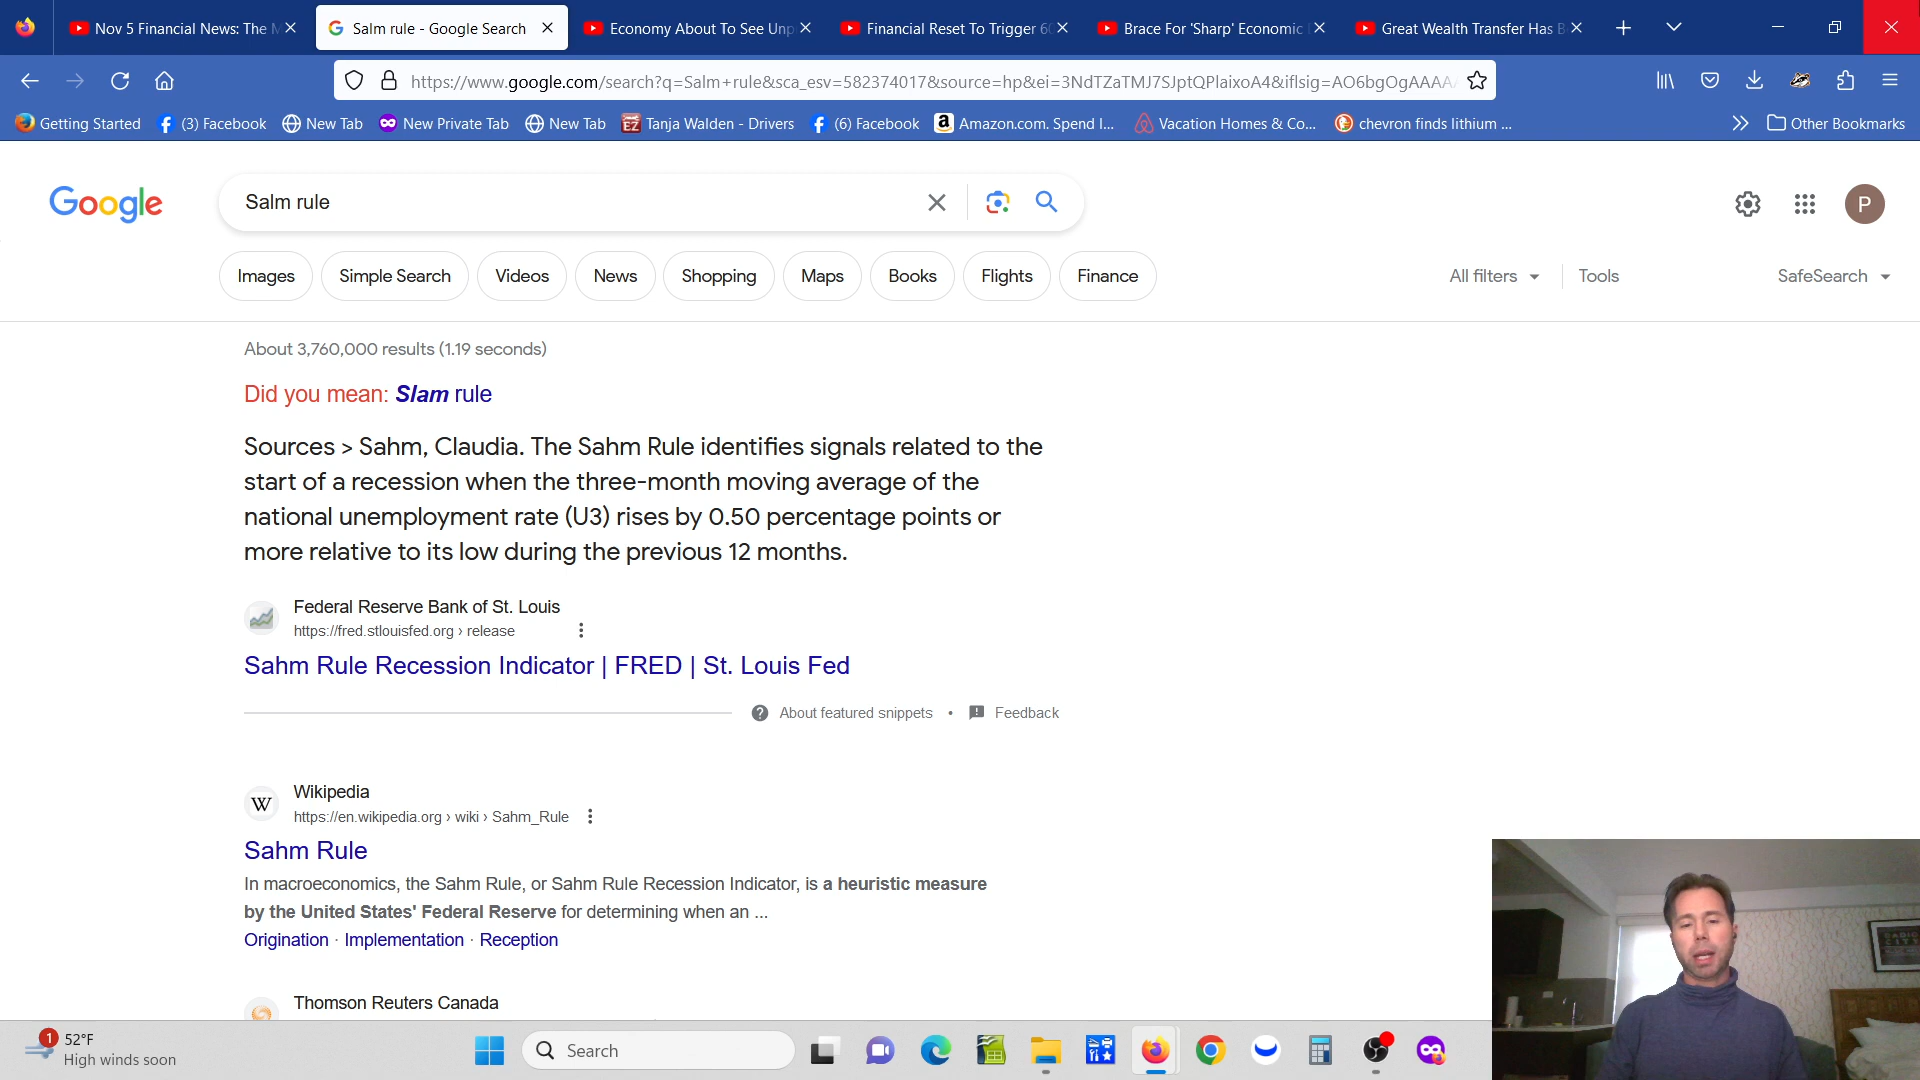 Nov 5 Financial News: The M
Salm rule - Google Search
Economy About To See Unp
Financial Reset To Trigger 60
Brace For 'Sharp' Economic
Great Wealth Transfer Has B
https://www.google.com/search?q=Salm+rule&sca_esv=582374017&source=hp&ei=3NdTZaTMJ7SJptQPlaixoA4&iflsig=AO6bgOgAAAA
Getting Started
(3) Facebook
New Tab
New Private Tab
New Tab
EZ Tanja Walden - Drivers
(6) Facebook
Amazon.com. Spend l...
Vacation Homes & Co...
chevron finds lithium ...
Other Bookmarks
Google
Salm rule
P
Images
Simple Search
Videos
News
Shopping
Maps
Books
Flights
Finance
All filters
Tools
SafeSearch
About 3,760,000 results (1.19 seconds)
Did you mean: Slam rule
Sources > Sahm, Claudia. The Sahm Rule identifies signals related to the
start of a recession when the three-month moving average of the
national unemployment rate (U3) rises by 0.50 percentage points or
more relative to its low during the previous 12 months.
Federal Reserve Bank of St. Louis
https://fred.stlouisfed.org › release
Sahm Rule Recession Indicator | FRED | St. Louis Fed
About featured snippets • Feedback
W
Wikipedia
https://en.wikipedia.org › wiki › Sahm_Rule
Sahm Rule
In macroeconomics, the Sahm Rule, or Sahm Rule Recession Indicator, is a heuristic measure
by the United States' Federal Reserve for determining when an ...
Origination · Implementation · Reception
Thomson Reuters Canada
RADIO
CITY
1
52°F
High winds soon
Search